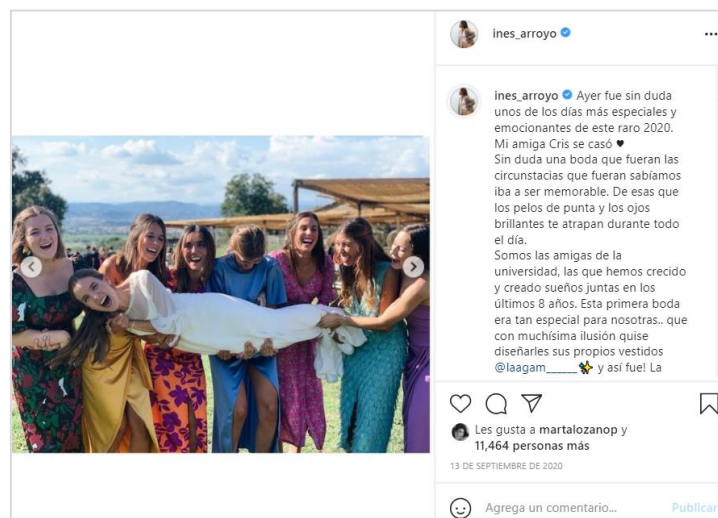 ines_arroyo
ines_arroyo Ayer fue sin duda
unos de los días más especiales y
emocionantes de este raro 2020.
Mi amiga Cris se casó ♥
Sin duda una boda que fueran las
circunstacias que fueran sabíamos
iba a ser memorable. De esas que
los pelos de punta y los ojos
brillantes te atrapan durante todo
el día.
Somos las amigas de la
universidad, las que hemos crecido
y creado sueños juntas en los
últimos 8 años. Esta primera boda
era tan especial para nosotras.. que
con muchísima ilusión quise
diseñarles sus propios vestidos
@laagam______ ✨ y así fue! La
Les gusta a martalozanop y
11,464 personas más
13 DE SEPTIEMBRE DE 2020
Agrega un comentario... Publicar